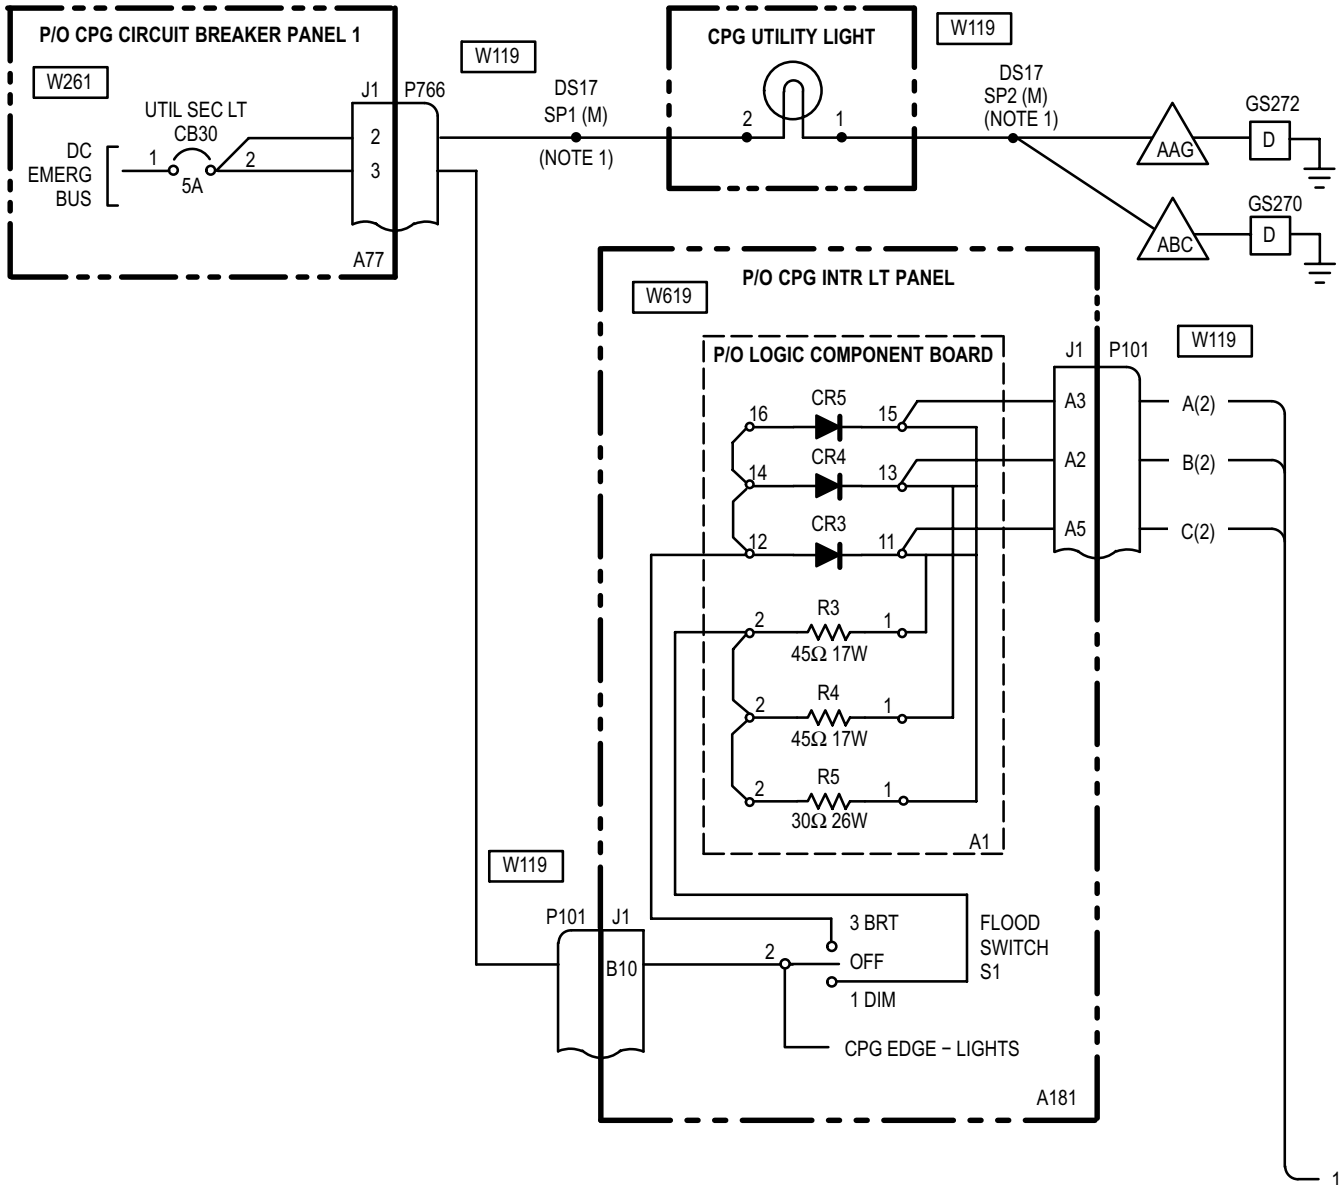 P/O CPG CIRCUIT BREAKER PANEL 1
W261
UTIL SEC LT
CB30
DC
EMERG
BUS
1
2
5A
J1
P766
2
3
A77
W119
DS17
SP1 (M)
(NOTE 1)
CPG UTILITY LIGHT
2
1
W119
DS17
SP2 (M)
(NOTE 1)
AAG
GS272
D
ABC
GS270
D
P/O CPG INTR LT PANEL
W619
P/O LOGIC COMPONENT BOARD
J1
P101
W119
16
CR5
15
A3
A(2)
14
CR4
13
A2
B(2)
12
CR3
11
A5
C(2)
2
R3
1
45Ω 17W
2
R4
1
45Ω 17W
2
R5
1
30Ω 26W
A1
W119
P101
J1
B10
2
3 BRT
OFF
1 DIM
FLOOD
SWITCH
S1
CPG EDGE – LIGHTS
A181
1